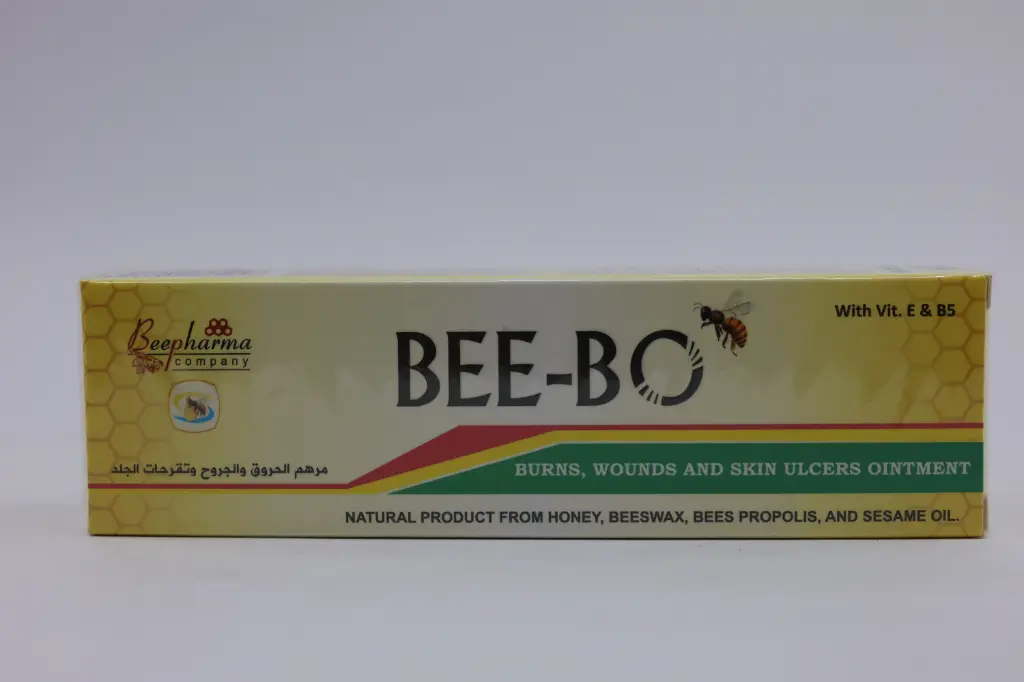 Beepharma
company
BEE-BO
With Vit. E & B5
مرهم الحروق والجروح وتقرحات الجلد
BURNS, WOUNDS AND SKIN ULCERS OINTMENT
NATURAL PRODUCT FROM HONEY, BEESWAX, BEES PROPOLIS, AND SESAME OIL.